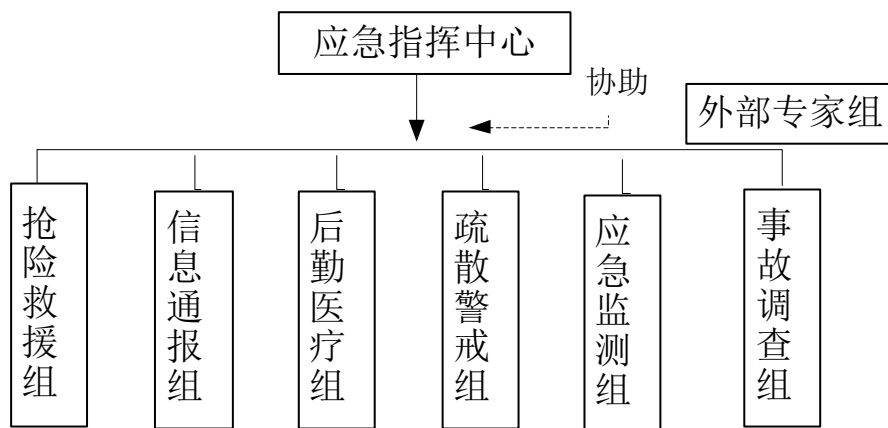 应急指挥中心
协助
外部专家组
抢险救援组
信息通报组
后勤医疗组
疏散警戒组
应急监测组
事故调查组